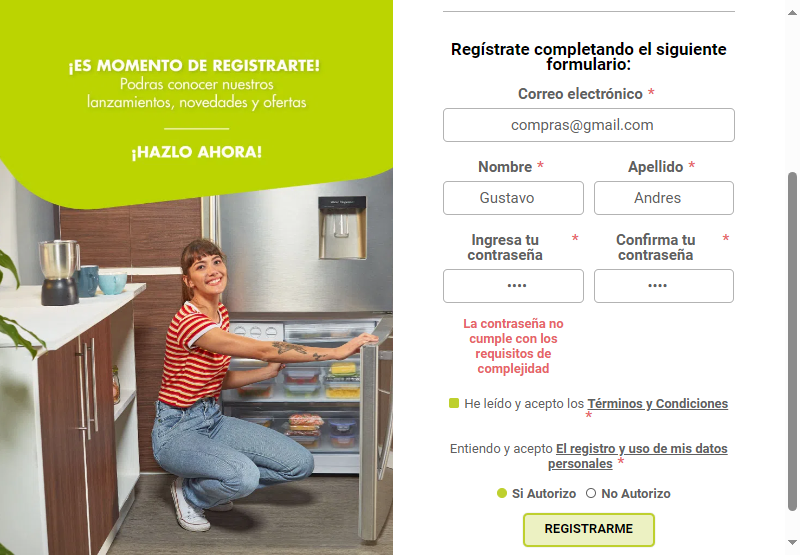 ¡ES MOMENTO DE REGISTRARTE!
Podras conocer nuestros
lanzamientos, novedades y ofertas
¡HAZLO AHORA!
Regístrate completando el siguiente
formulario:
Correo electrónico *
compras@gmail.com
Nombre *
Apellido *
Gustavo
Andres
Ingresa tu *
contraseña
Confirma tu *
contraseña
••••
••••
La contraseña no
cumple con los
requisitos de
complejidad
He leído y acepto los Términos y Condiciones
*
Entiendo y acepto El registro y uso de mis datos
personales *
Si Autorizo
No Autorizo
REGISTRARME